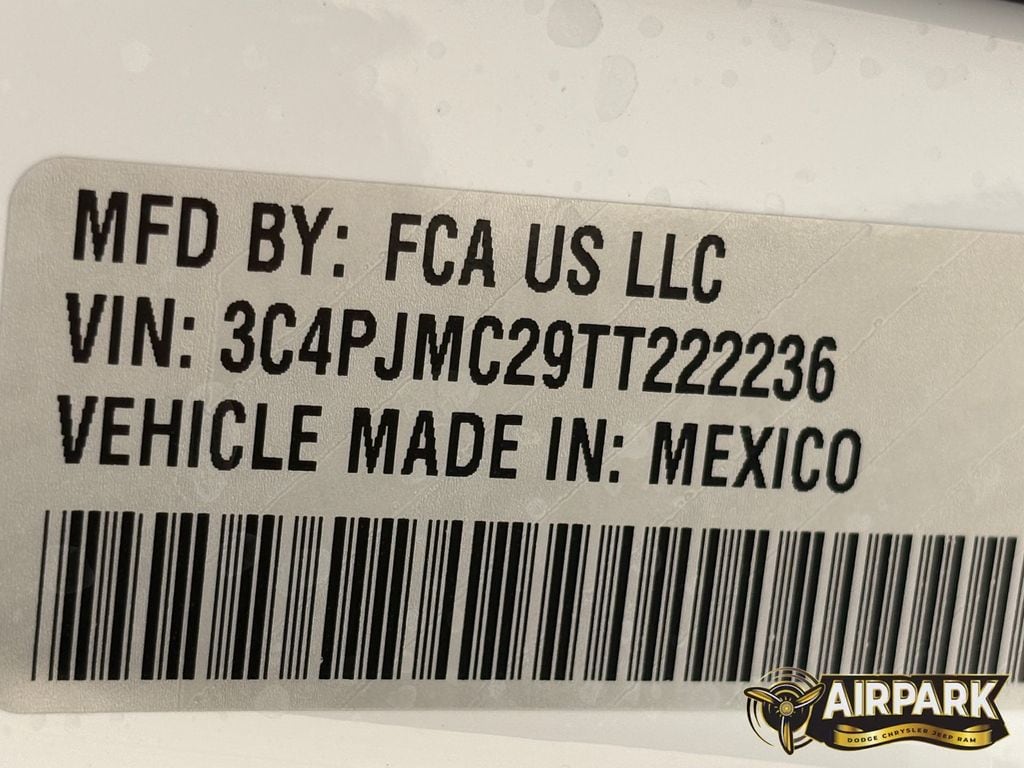 MFD BY: FCA US LLC
VIN: 3C4PJMC29TT222236
VEHICLE MADE IN: MEXICO
AIRPARK
DODGE CHRYSLER JEEP RAM